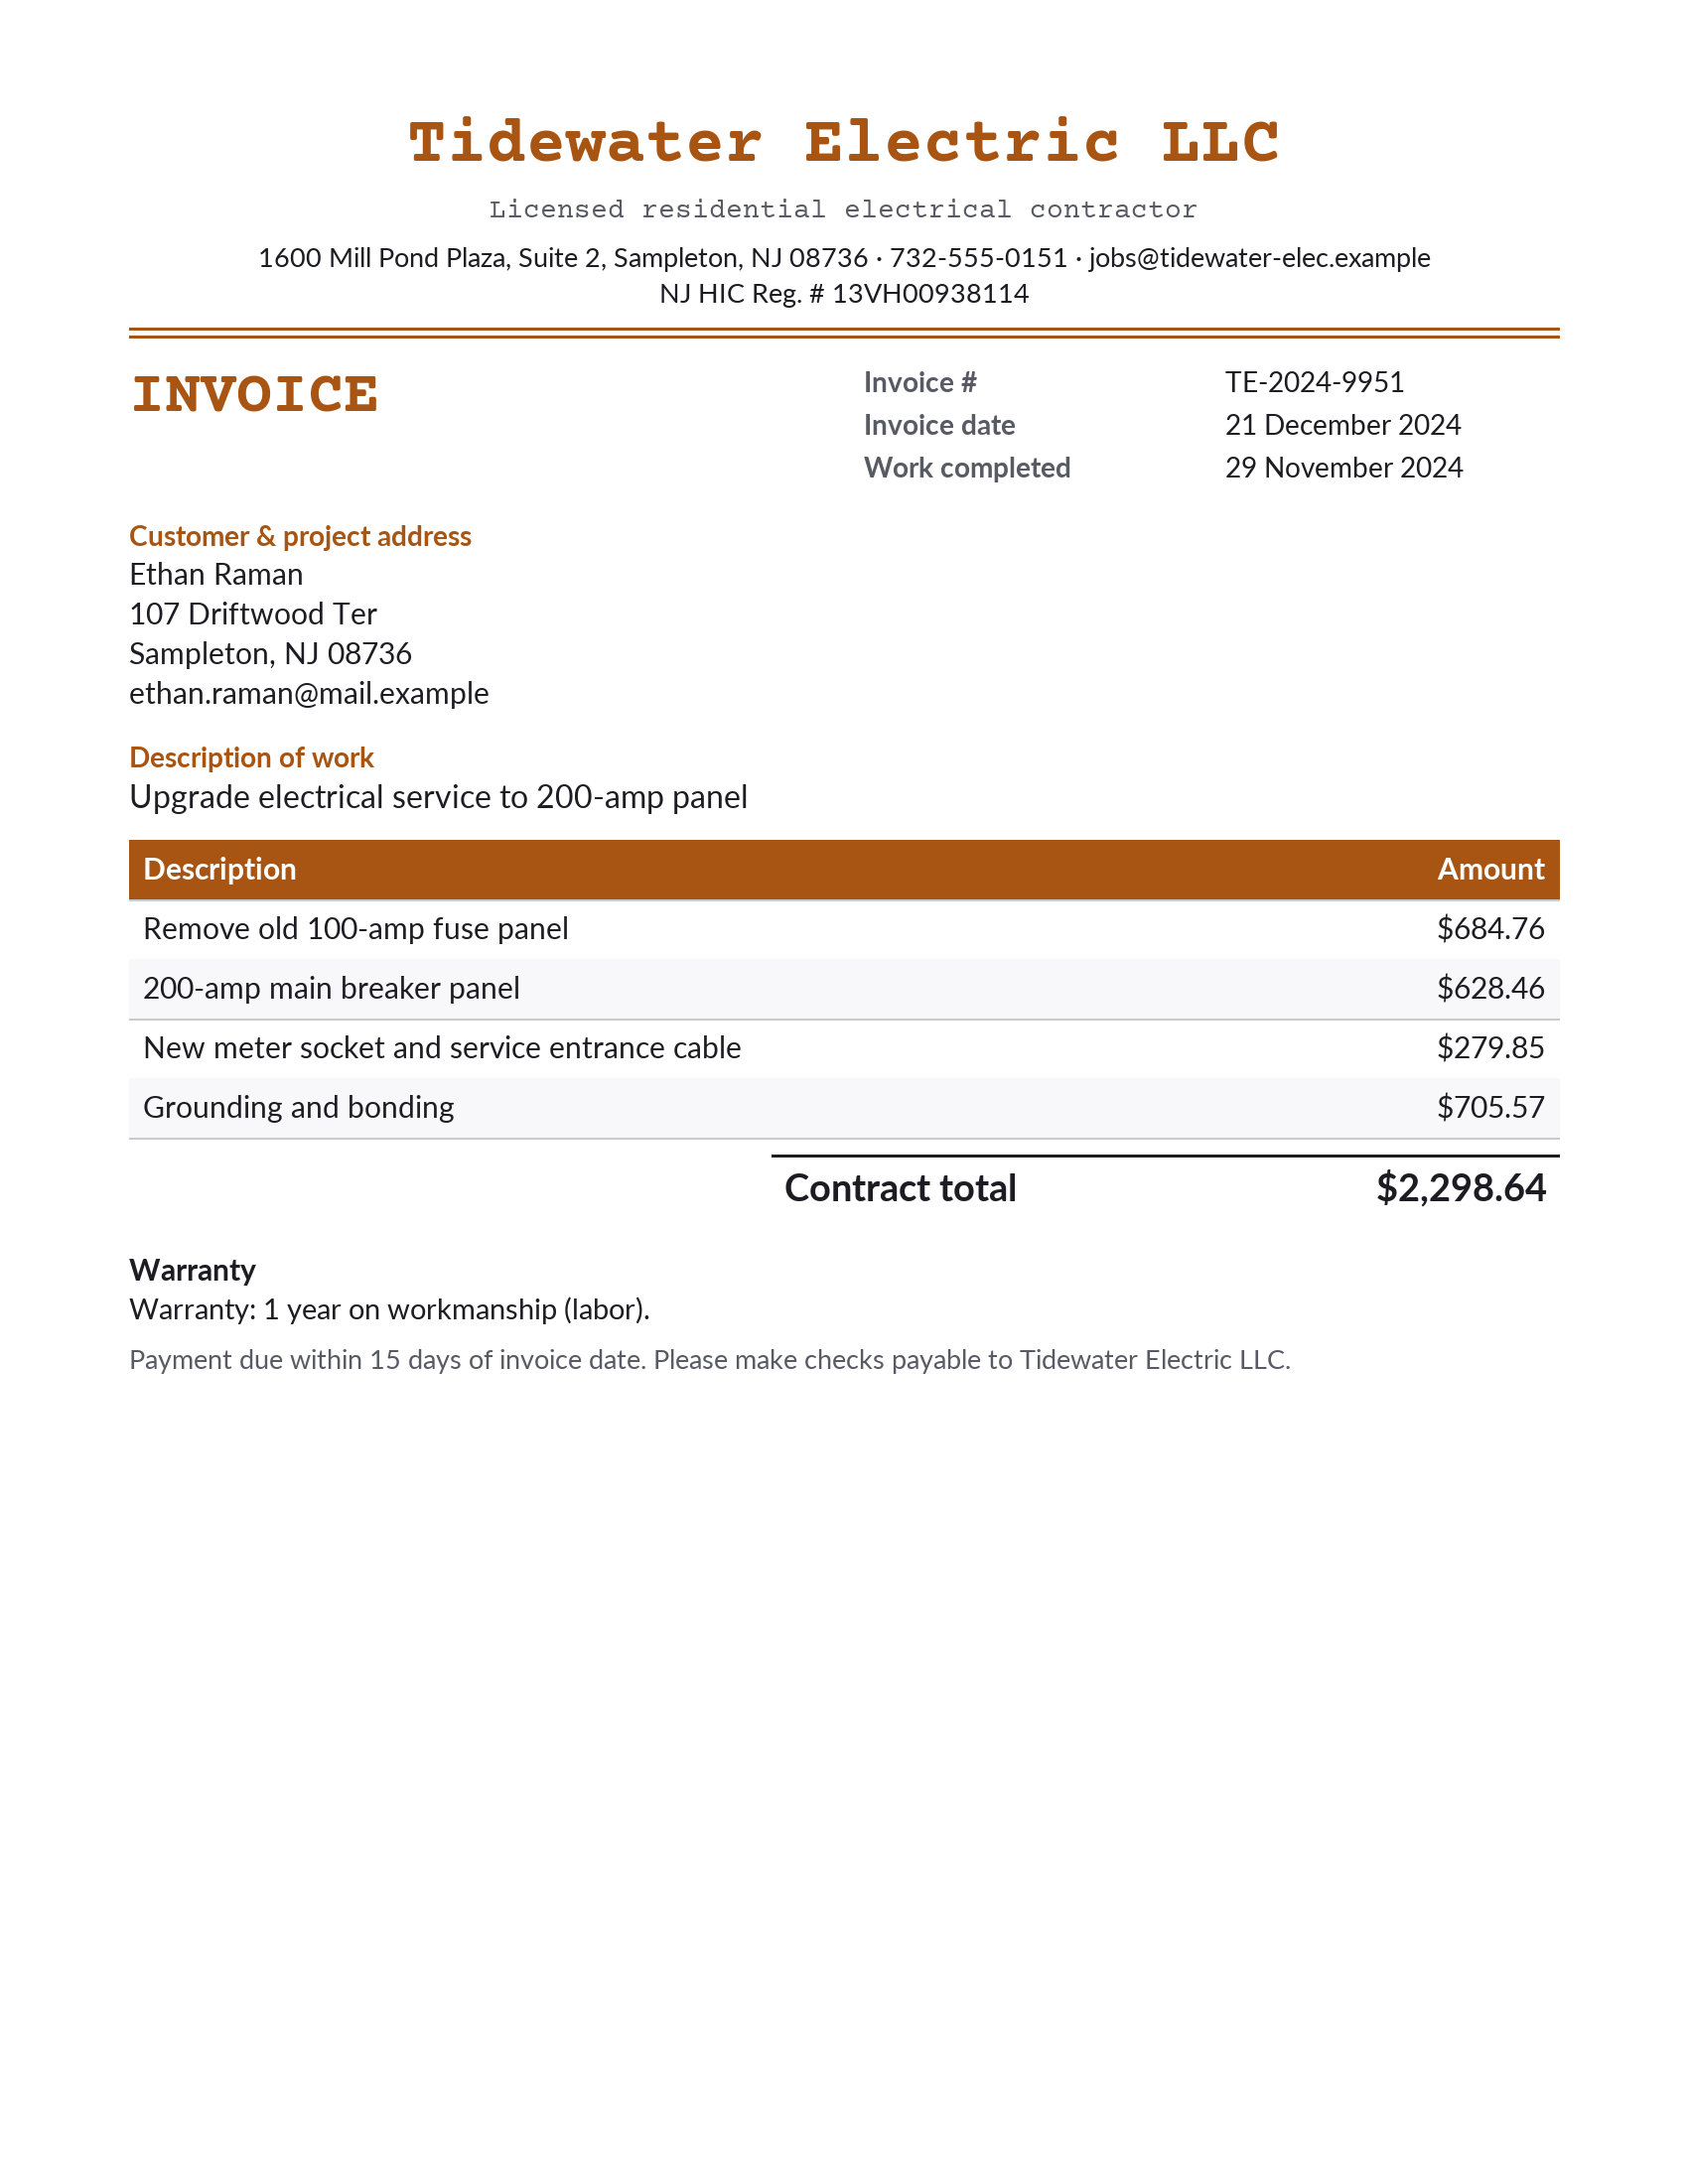 Tidewater Electric LLC
Licensed residential electrical contractor
1600 Mill Pond Plaza, Suite 2, Sampleton, NJ 08736 · 732-555-0151 · jobs@tidewater-elec.example
NJ HIC Reg. # 13VH00938114
INVOICE
Invoice # TE-2024-9951
Invoice date 21 December 2024
Work completed 29 November 2024
Customer & project address
Ethan Raman
107 Driftwood Ter
Sampleton, NJ 08736
ethan.raman@mail.example
Description of work
Upgrade electrical service to 200-amp panel
Description Amount
Remove old 100-amp fuse panel $684.76
200-amp main breaker panel $628.46
New meter socket and service entrance cable $279.85
Grounding and bonding $705.57
Contract total $2,298.64
Warranty
Warranty: 1 year on workmanship (labor).
Payment due within 15 days of invoice date. Please make checks payable to Tidewater Electric LLC.